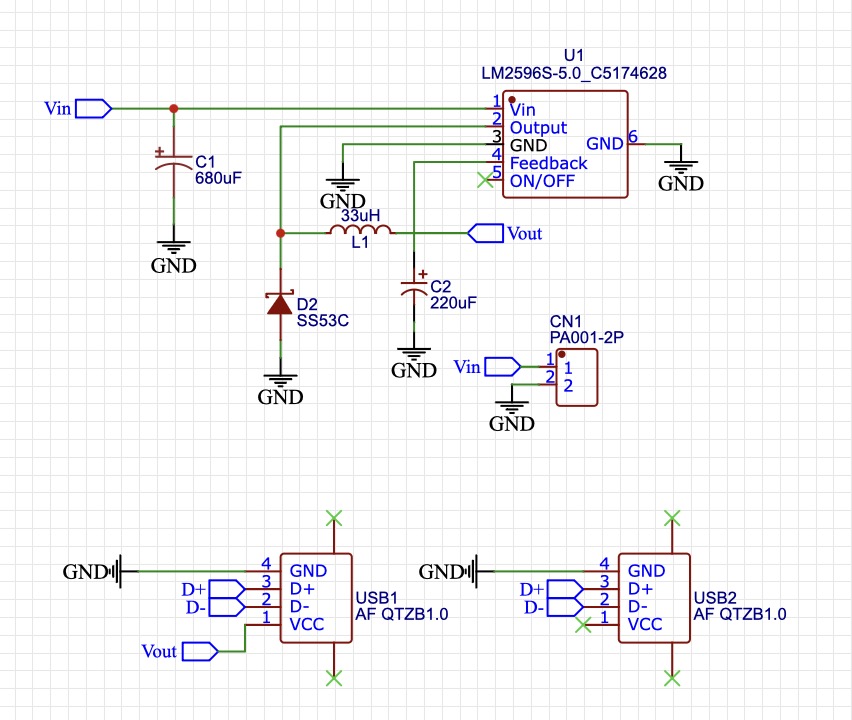 U1
LM2596S-5.0_C5174628
Vin
1
Vin
2
Output
3
GND
GND
6
4
Feedback
5
ON/OFF
GND
+
C1
680uF
GND
GND
33uH
L1
Vout
+
C2
220uF
D2
SS53C
GND
GND
CN1
PA001-2P
Vin
1
1
2
2
GND
GND
4
GND
D+
3
D+
D-
2
D-
1
VCC
Vout
USB1
AF QTZB1.0
GND
4
GND
D+
3
D+
D-
2
D-
1
VCC
USB2
AF QTZB1.0